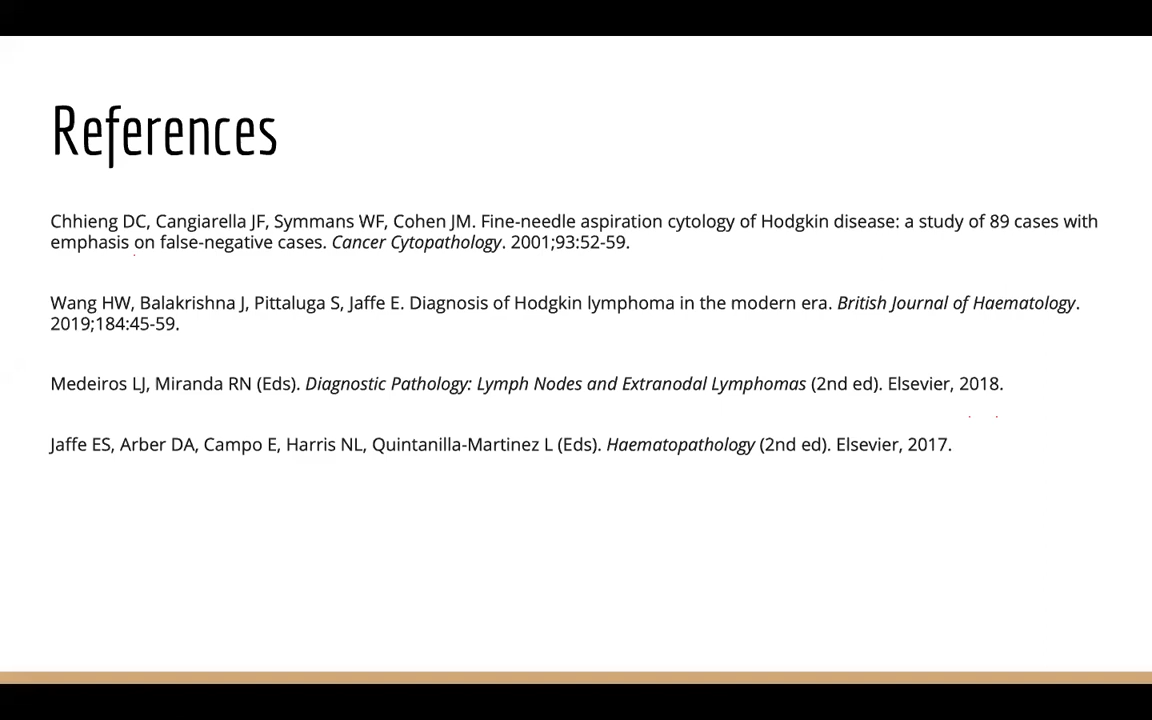 References
Chhieng DC, Cangiarella JF, Symmans WF, Cohen JM. Fine-needle aspiration cytology of Hodgkin disease: a study of 89 cases with
emphasis on false-negative cases. Cancer Cytopathology. 2001;93:52-59.
Wang HW, Balakrishna J, Pittaluga S, Jaffe E. Diagnosis of Hodgkin lymphoma in the modern era. British Journal of Haematology.
2019;184:45-59.
Medeiros LJ, Miranda RN (Eds). Diagnostic Pathology: Lymph Nodes and Extranodal Lymphomas (2nd ed). Elsevier, 2018.
Jaffe ES, Arber DA, Campo E, Harris NL, Quintanilla-Martinez L (Eds). Haematopathology (2nd ed). Elsevier, 2017.